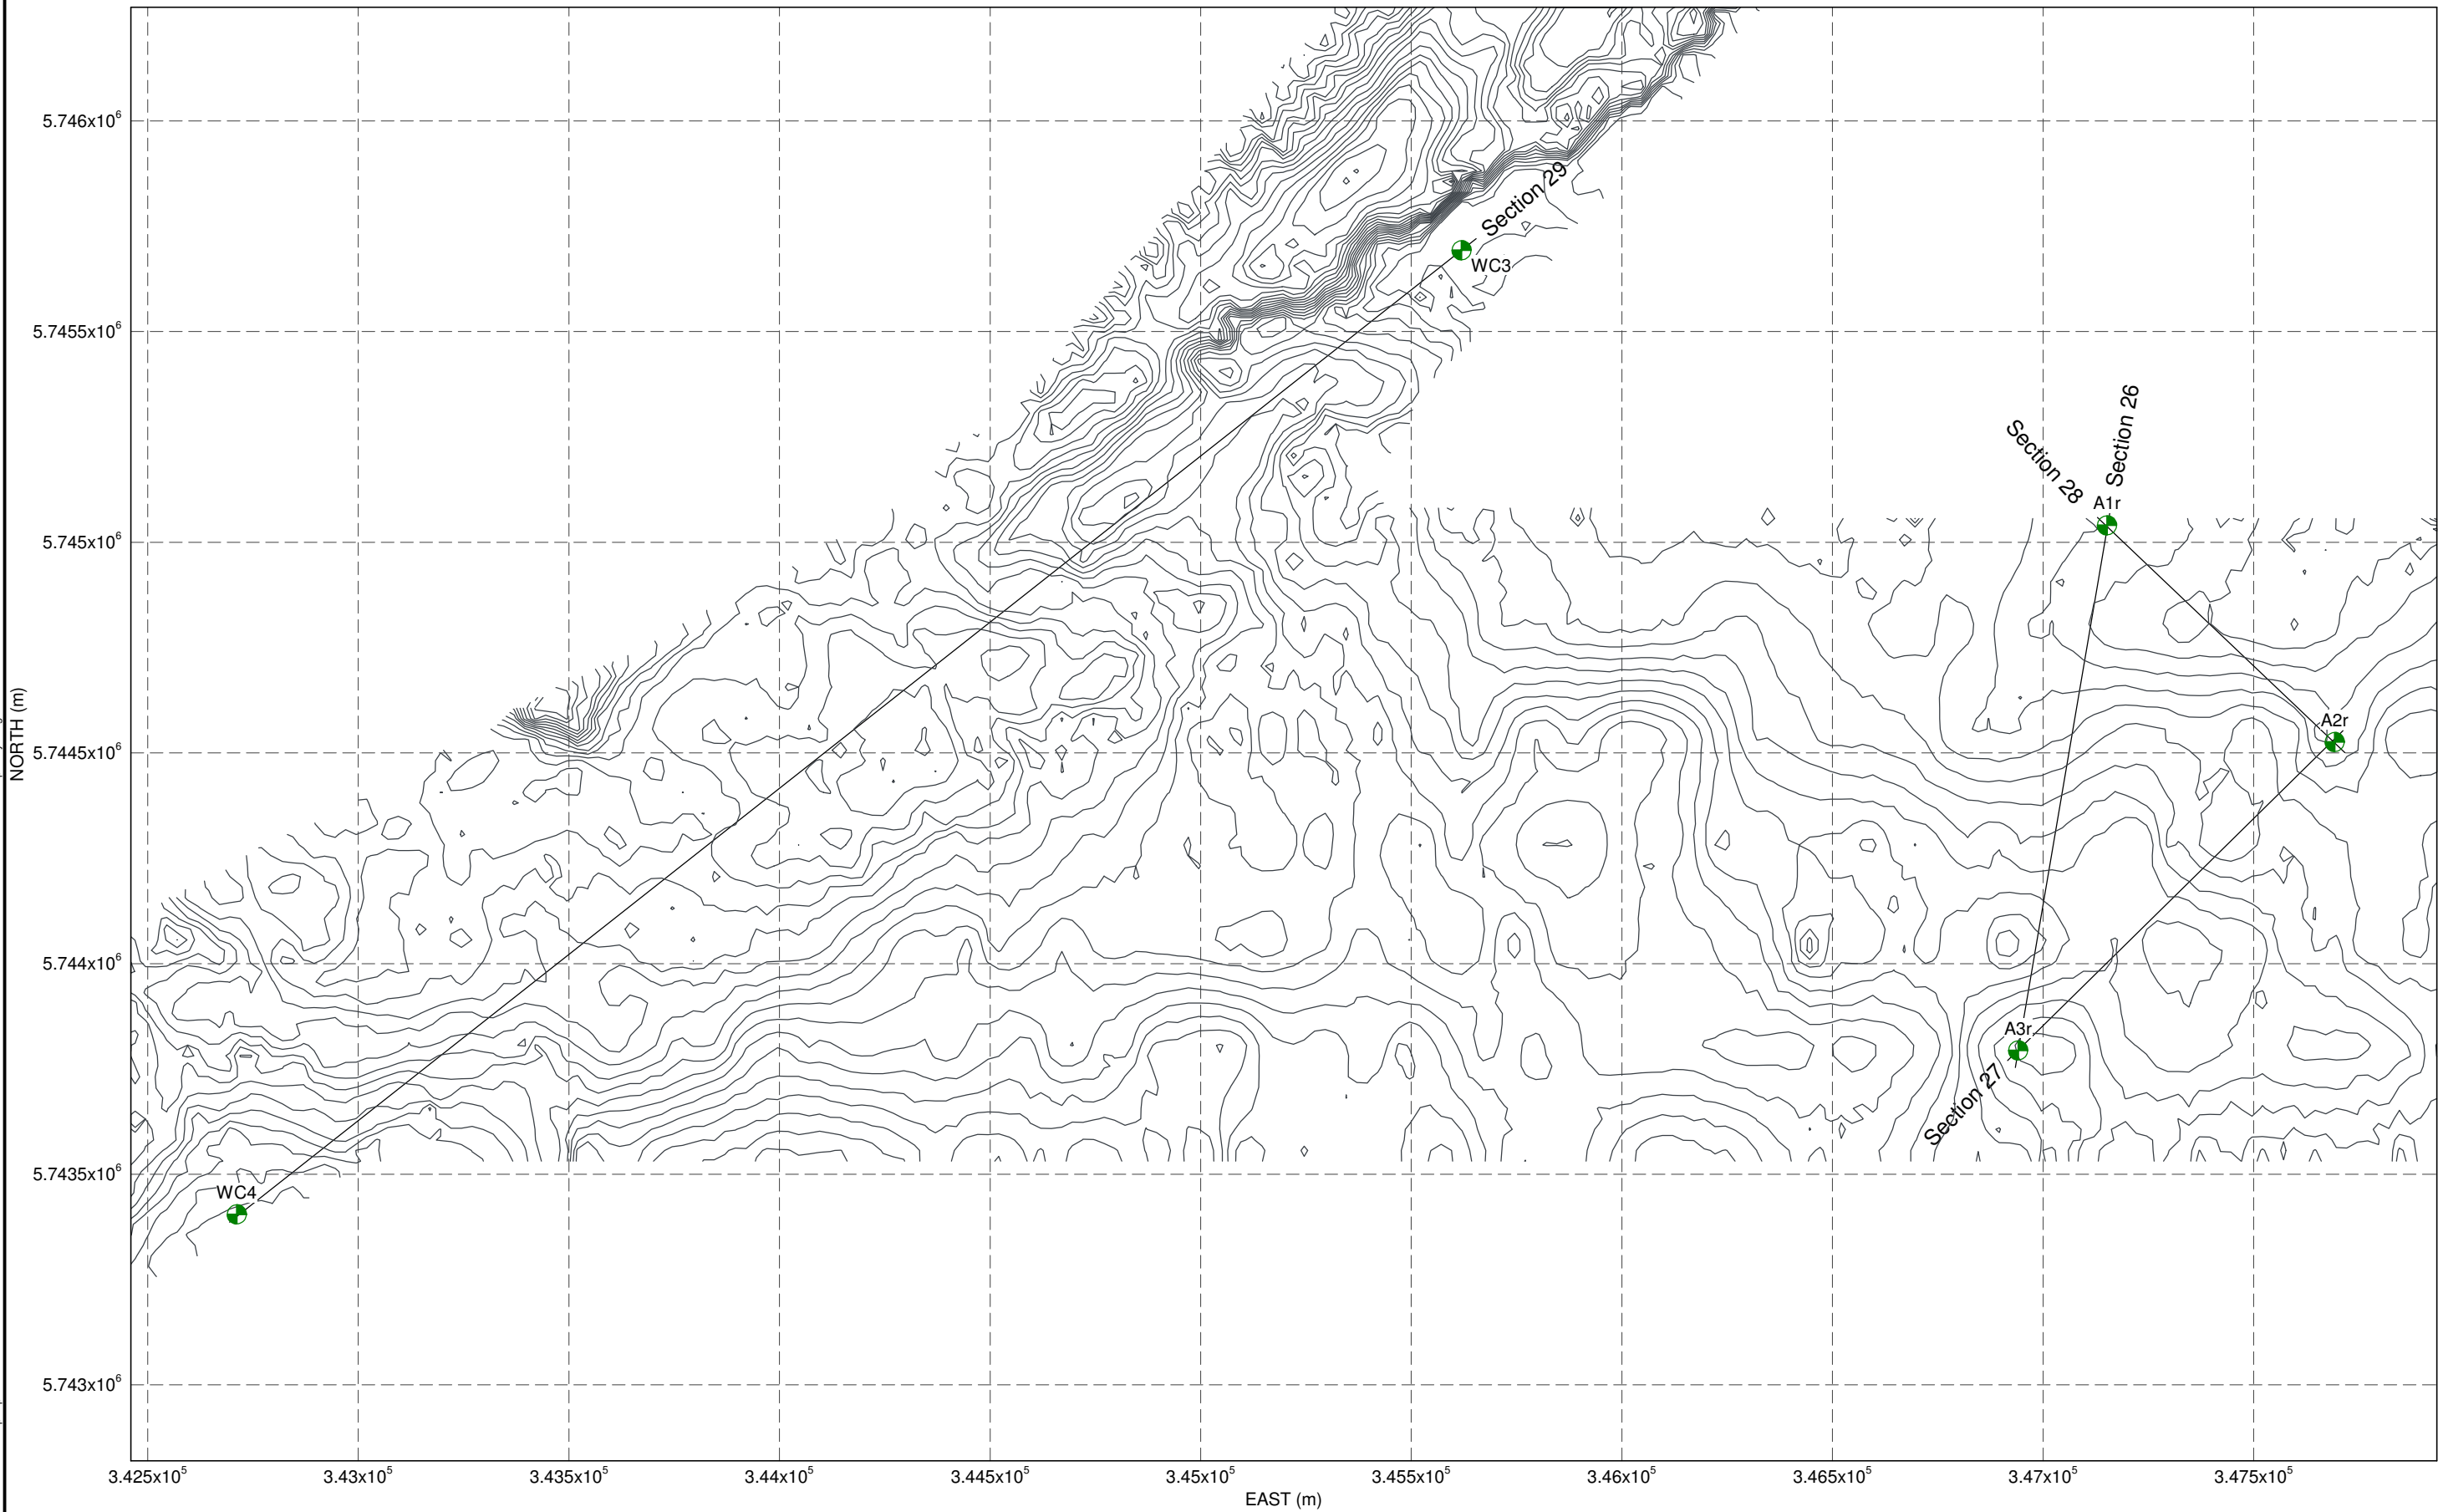 5.746x10⁶
Section 29
WC3
5.7455x10⁶
Section 28
Section 26
A1r
5.745x10⁶
A2r
NORTH (m)
5.7445x10⁶
5.744x10⁶
A3r
Section 27
5.7435x10⁶
WC4
5.743x10⁶
3.425x10⁵ 3.43x10⁵ 3.435x10⁵ 3.44x10⁵ 3.445x10⁵ 3.45x10⁵ 3.455x10⁵ 3.46x10⁵ 3.465x10⁵ 3.47x10⁵ 3.475x10⁵
EAST (m)